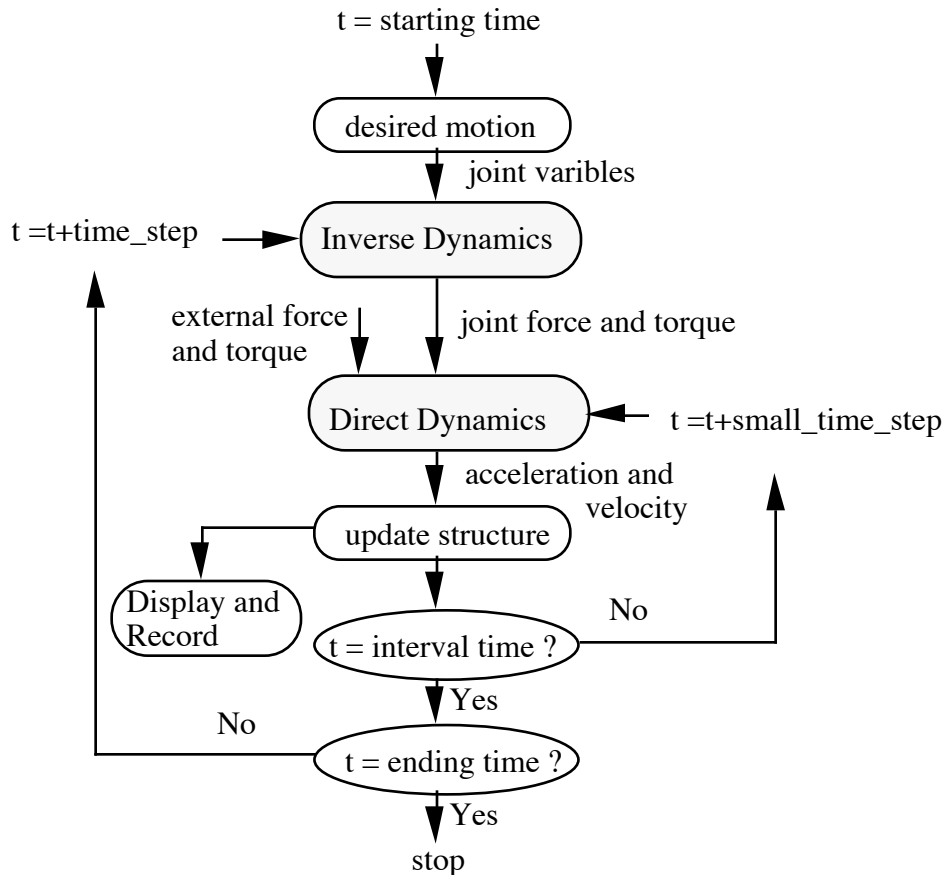 t = starting time
desired motion
joint varibles
t =t+time_step
Inverse Dynamics
external force
and torque
joint force and torque
Direct Dynamics
t =t+small_time_step
acceleration and
velocity
update structure
Display and
Record
No
t = interval time ?
Yes
No
t = ending time ?
Yes
stop